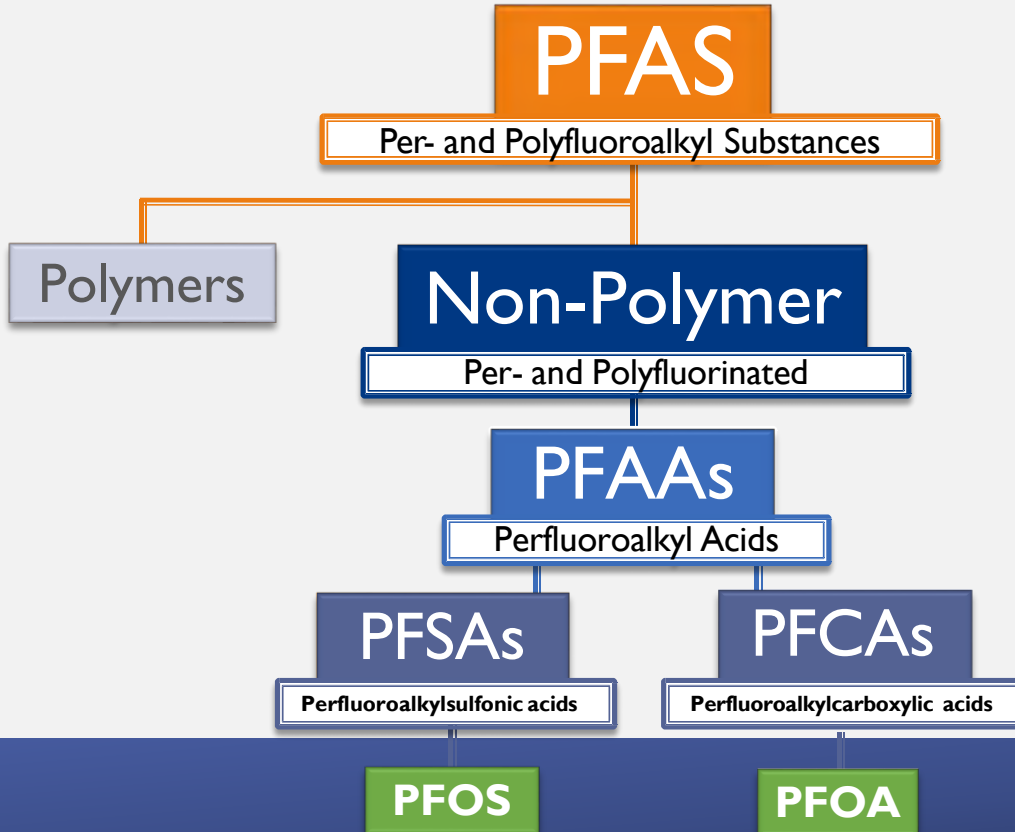 PFAS
Per- and Polyfluoroalkyl Substances
Polymers
Non-Polymer
Per- and Polyfluorinated
PFAAs
Perfluoroalkyl Acids
PFSAs
PFCAs
Perfluoroalkylsulfonic acids
Perfluoroalkylcarboxylic acids
PFOS
PFOA